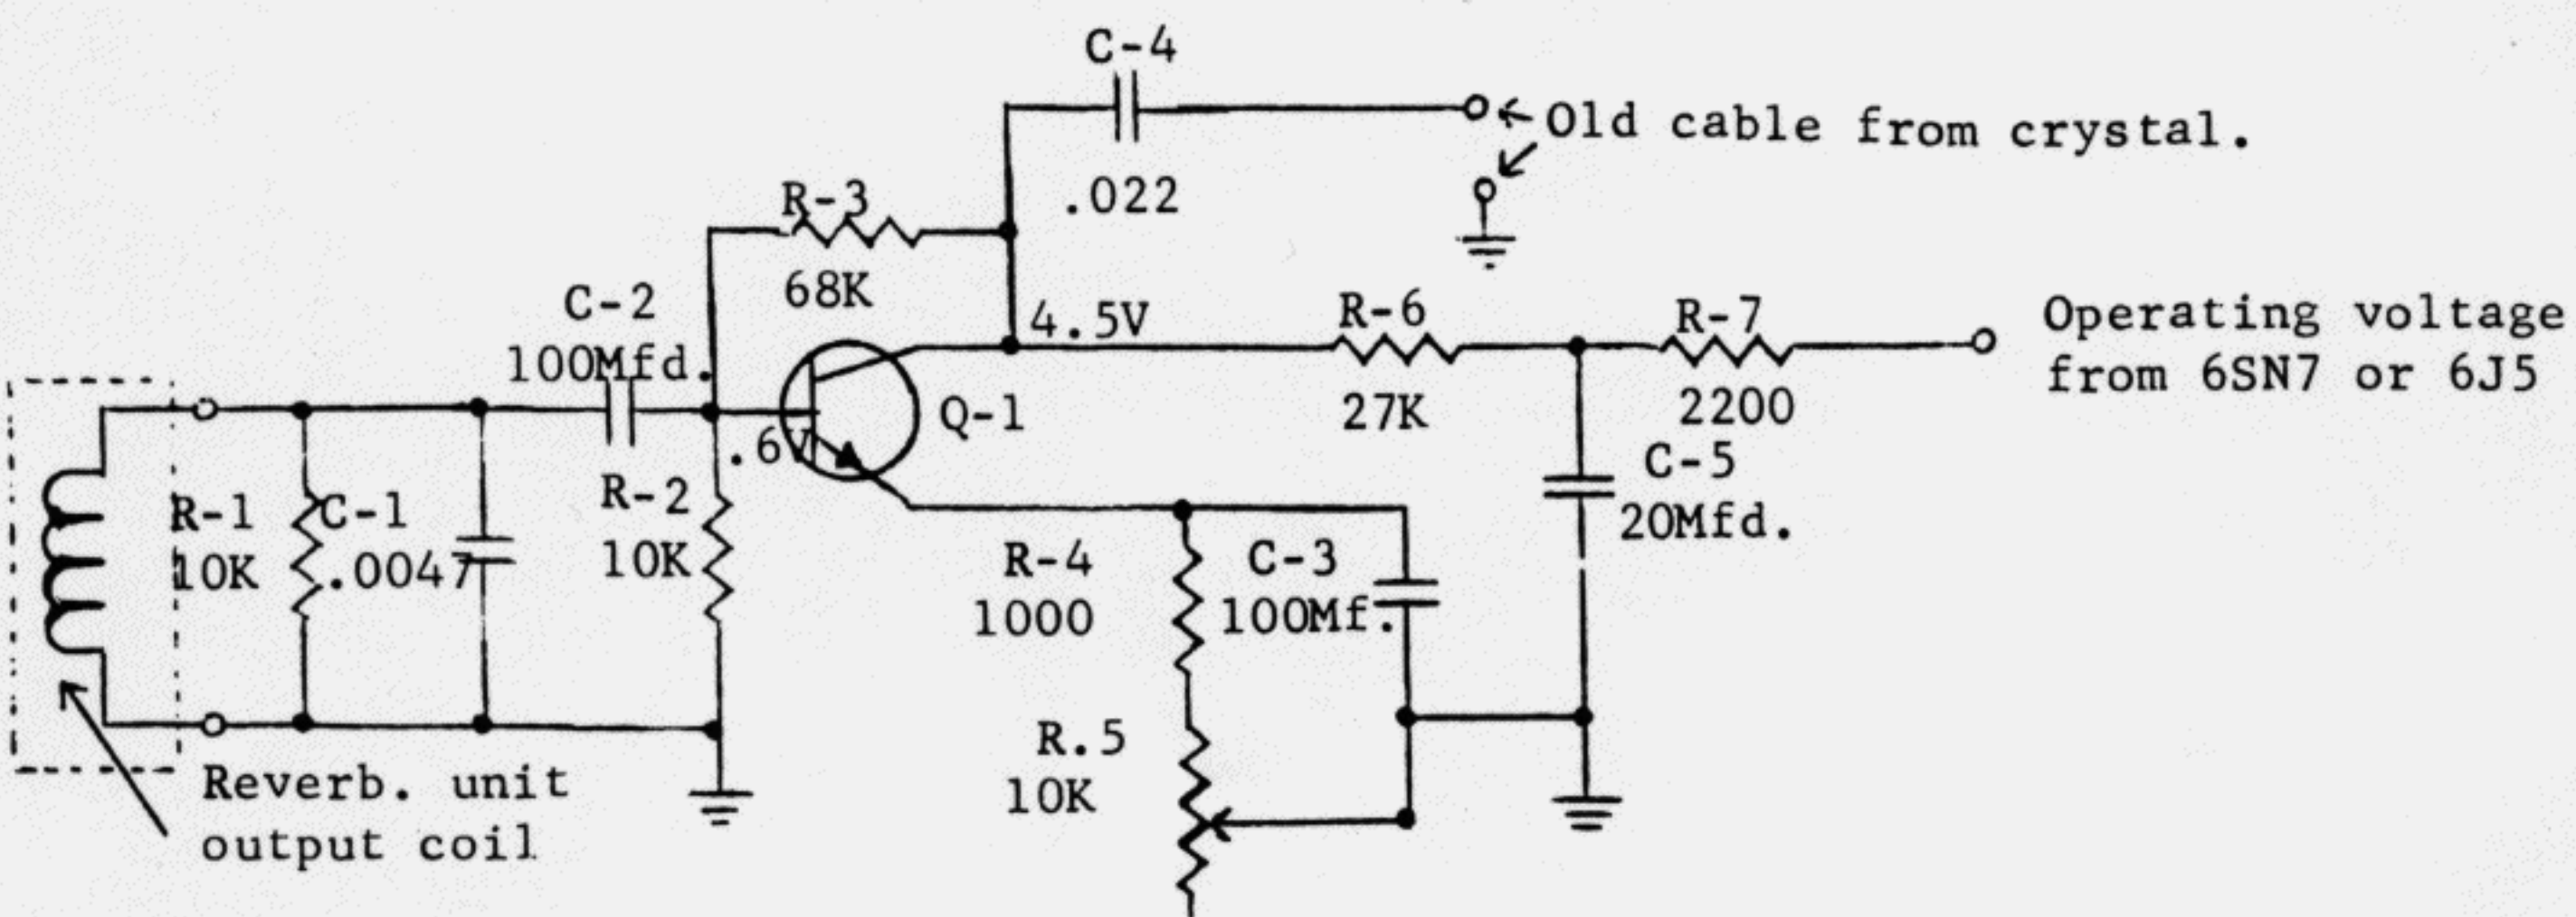 C-4
.022
Old cable from crystal.
R-3
68K
C-2
100Mfd.
4.5V
R-6
27K
R-7
2200
Operating voltage
from 6SN7 or 6J5
.6V
Q-1
R-1
10K
C-1
.0047
R-2
10K
R-4
1000
C-3
100Mf.
C-5
20Mfd.
R.5
10K
Reverb. unit
output coil